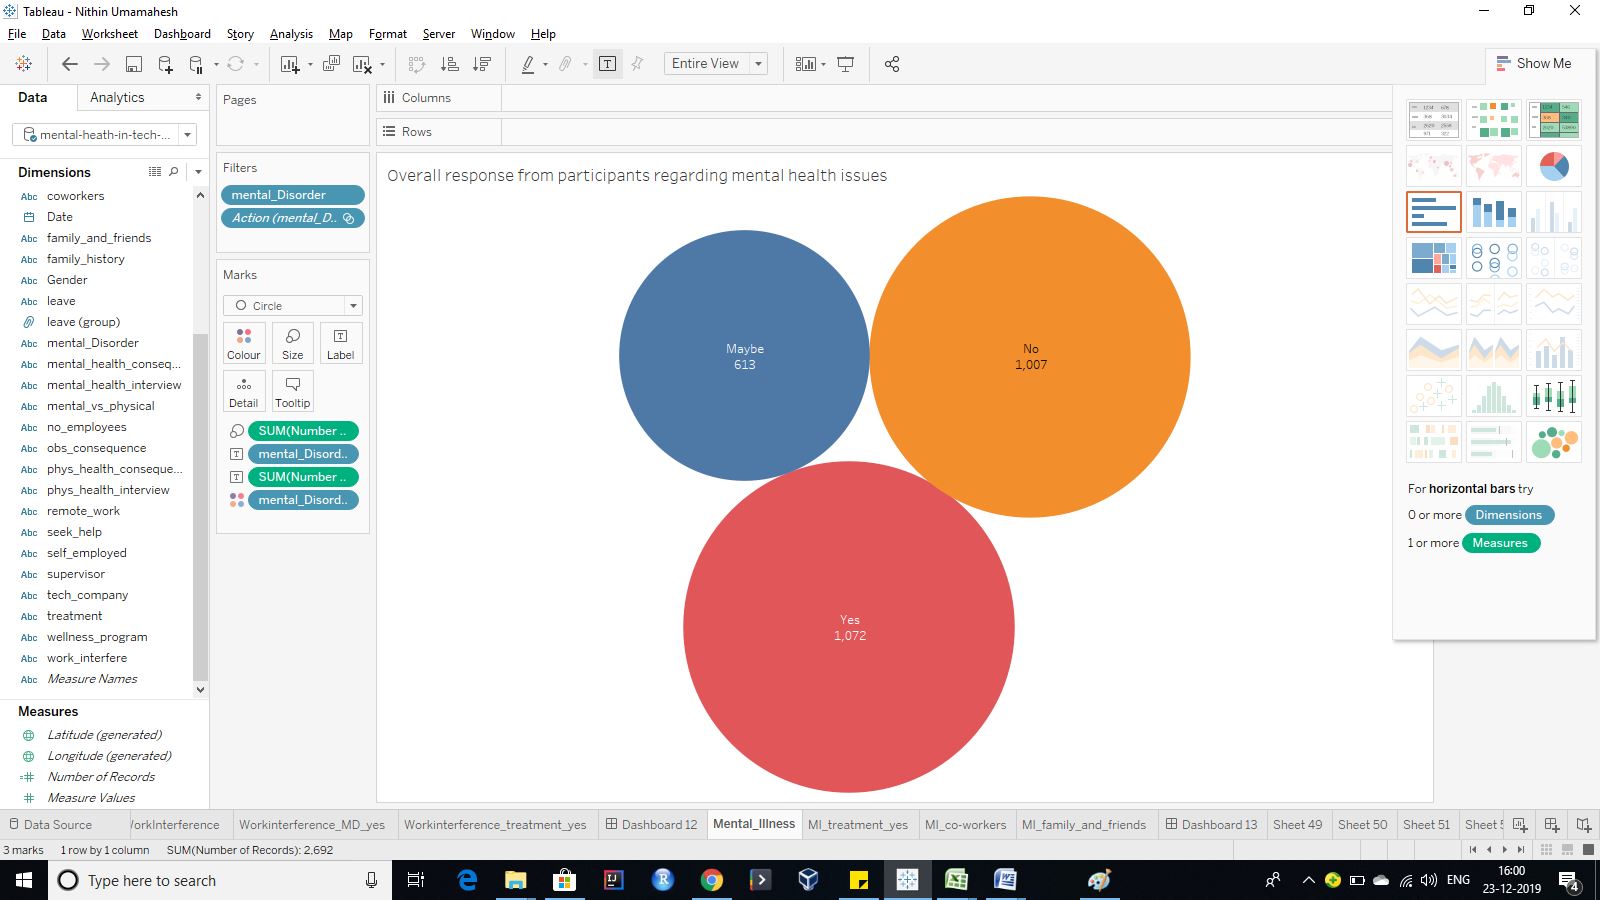 Tableau - Nithin Umamahesh
File Data Worksheet Dashboard Story Analysis Map Format Server Window Help
Entire View
Show Me
Data Analytics
mental-heath-in-tech-...
Dimensions
Abc coworkers
Date
Abc family_and_friends
Abc family_history
Abc Gender
Abc leave
leave (group)
Abc mental_Disorder
Abc mental_health_conseq...
Abc mental_health_interview
Abc mental_vs_physical
Abc no_employees
Abc obs_consequence
Abc phys_health_conseque...
Abc phys_health_interview
Abc remote_work
Abc seek_help
Abc self_employed
Abc supervisor
Abc tech_company
Abc treatment
Abc wellness_program
Abc work_interfere
Abc Measure Names
Measures
Latitude (generated)
Longitude (generated)
Number of Records
Measure Values
Pages
Filters
mental_Disorder
Action (mental_D..
Marks
Circle
Colour Size Label
Detail Tooltip
SUM(Number ..
mental_Disord..
SUM(Number ..
mental_Disord..
Columns
Rows
Overall response from participants regarding mental health issues
Maybe
613
No
1,007
Yes
1,072
For horizontal bars try
0 or more Dimensions
1 or more Measures
Data Source
/orkInterference Workinterference_MD_yes Workinterference_treatment_yes Dashboard 12 Mental_Illness MI_treatment_yes MI_co-workers MI_family_and_friends Dashboard 13 Sheet 49 Sheet 50 Sheet 51 Sheet
3 marks 1 row by 1 column SUM(Number of Records): 2,692
Type here to search
ENG
16:00
23-12-2019
4